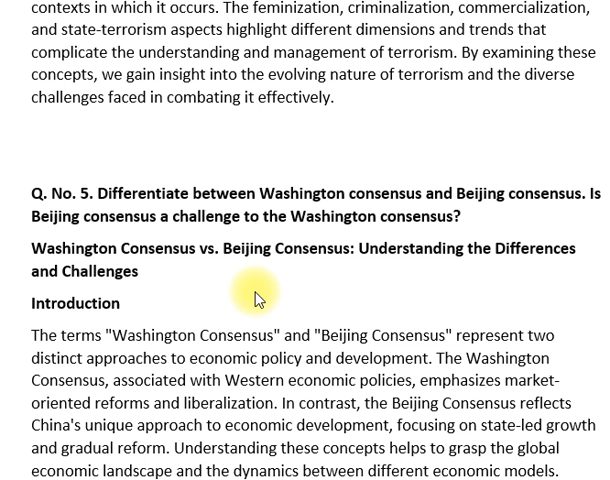 contexts in which it occurs. The feminization, criminalization, commercialization,
and state-terrorism aspects highlight different dimensions and trends that
complicate the understanding and management of terrorism. By examining these
concepts, we gain insight into the evolving nature of terrorism and the diverse
challenges faced in combating it effectively.
Q. No. 5. Differentiate between Washington consensus and Beijing consensus. Is
Beijing consensus a challenge to the Washington consensus?
Washington Consensus vs. Beijing Consensus: Understanding the Differences
and Challenges
Introduction
The terms "Washington Consensus" and "Beijing Consensus" represent two
distinct approaches to economic policy and development. The Washington
Consensus, associated with Western economic policies, emphasizes market-
oriented reforms and liberalization. In contrast, the Beijing Consensus reflects
China's unique approach to economic development, focusing on state-led growth
and gradual reform. Understanding these concepts helps to grasp the global
economic landscape and the dynamics between different economic models.